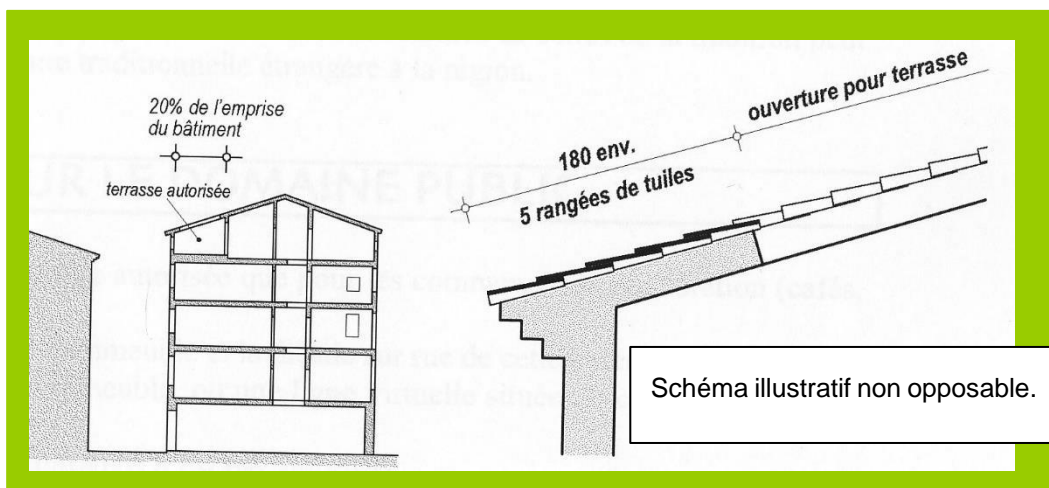 20% de l'emprise
du bâtiment
terrasse autorisée
180 env.
5 rangées de tuiles
ouverture pour terrasse
Schéma illustratif non opposable.